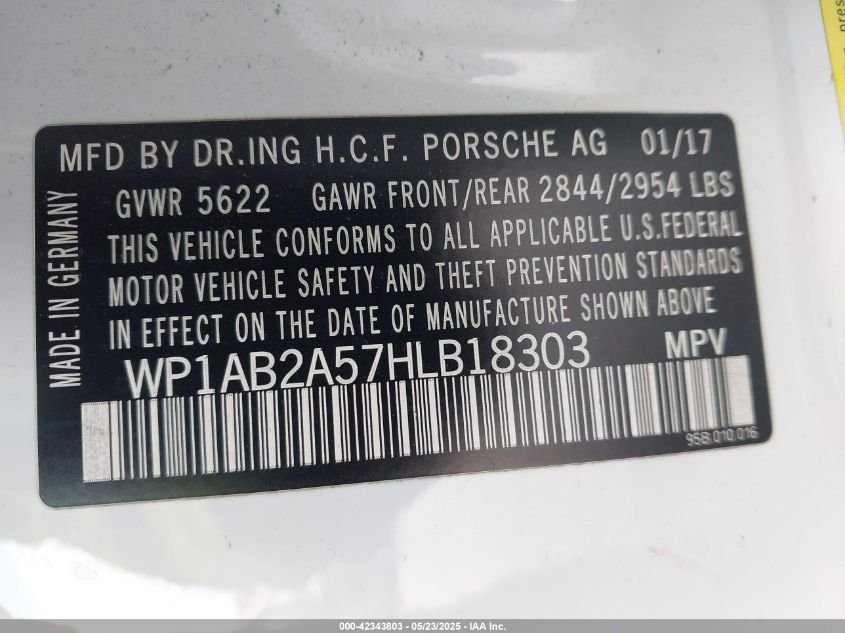 MFD BY DR.ING H.C.F. PORSCHE AG 01/17
GVWR 5622 GAWR FRONT/REAR 2844/2954 LBS
THIS VEHICLE CONFORMS TO ALL APPLICABLE U.S.FEDERAL
MOTOR VEHICLE SAFETY AND THEFT PREVENTION STANDARDS
IN EFFECT ON THE DATE OF MANUFACTURE SHOWN ABOVE
WP1AB2A57HLB18303 MPV
95B.010.016
MADE IN GERMANY
000-42343803 - 05/23/2025 - IAA Inc.